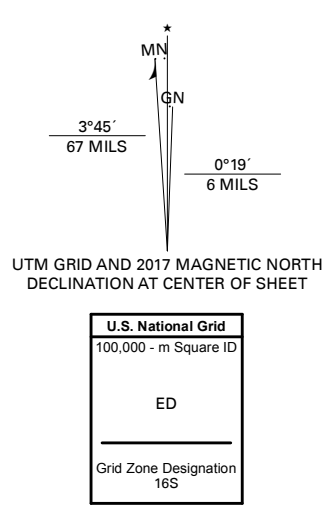 ★
MN
GN
3°45´
67 MILS
0°19´
6 MILS
UTM GRID AND 2017 MAGNETIC NORTH
DECLINATION AT CENTER OF SHEET
U.S. National Grid
100,000 - m Square ID
ED
Grid Zone Designation
16S